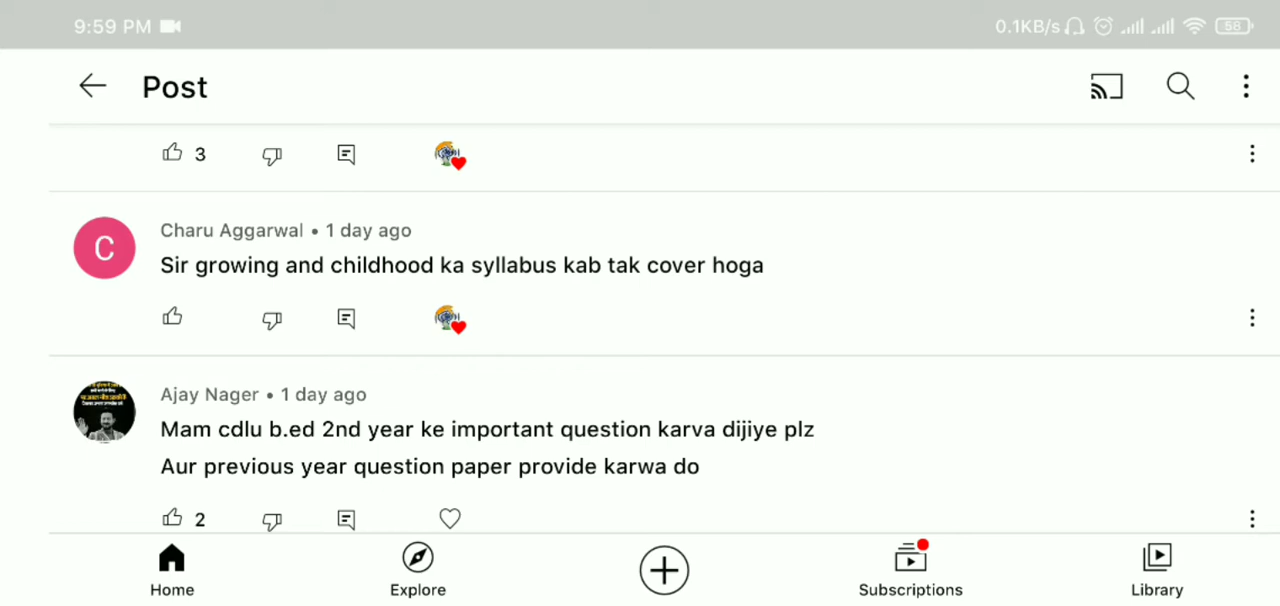 9:59 PM 0.1KB/s 58
Post
3
Charu Aggarwal • 1 day ago
C
Sir growing and childhood ka syllabus kab tak cover hoga
Ajay Nager • 1 day ago
Mam cdlu b.ed 2nd year ke important question karva dijiye plz
Aur previous year question paper provide karwa do
2
Home Explore Subscriptions Library